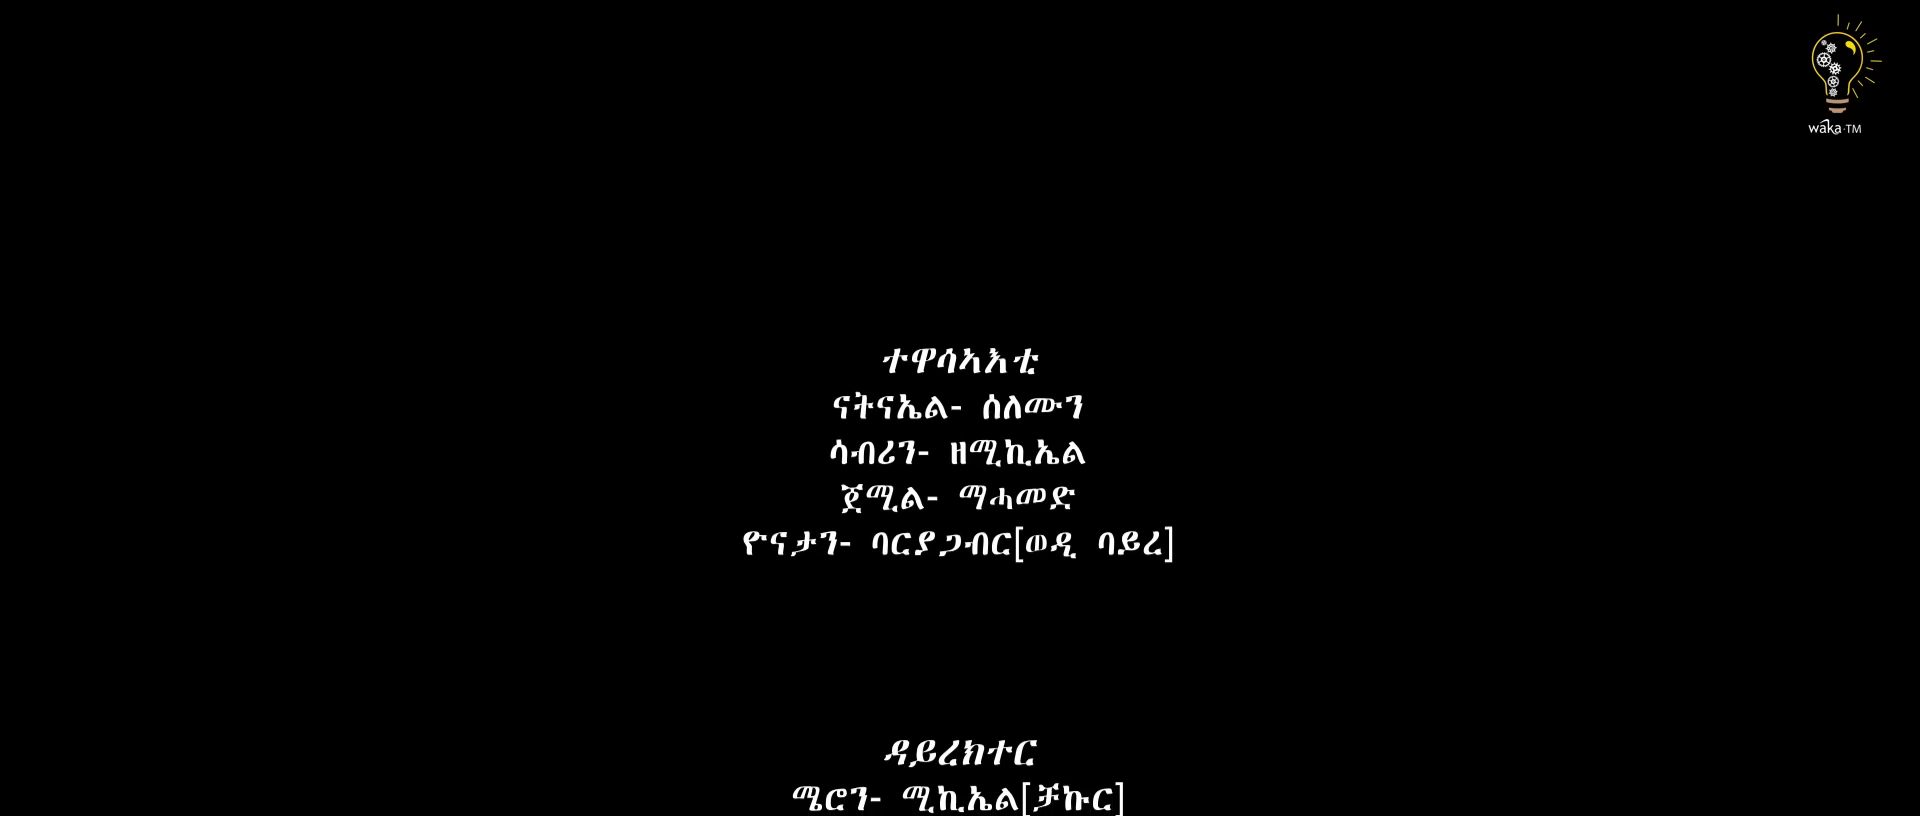 waka·TM
ተዋሳኣእቲ
ናትናኤል- ሰለሙን
ሳብሪን- ዘሚኪኤል
ጀሚል- ማሓመድ
ዮናታን- ባርያጋብር[ወዲ ባይረ]
ዳይረክተር
ሜሮን- ሚኪኤል[ቻኩር]